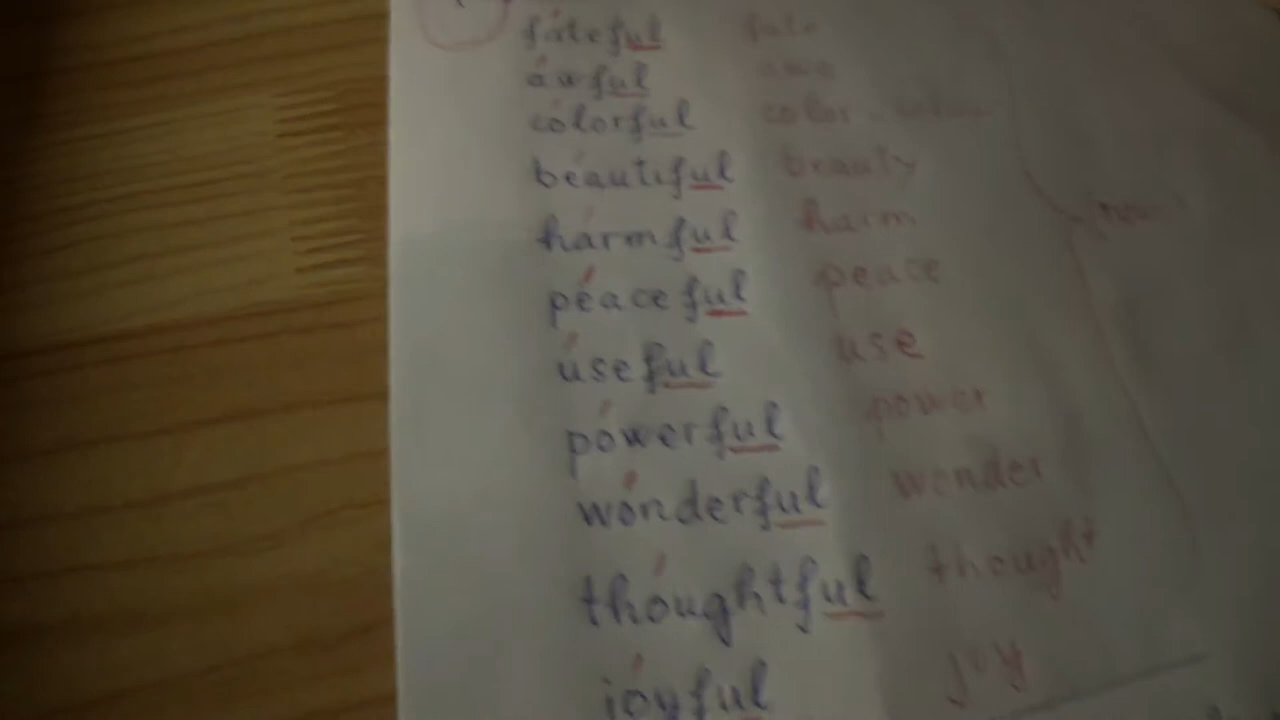 fateful fate
awful awe
colorful color
beautiful beauty
harmful harm
peaceful peace
useful use
powerful power
wonderful wonder
thoughtful thought
joyful joy